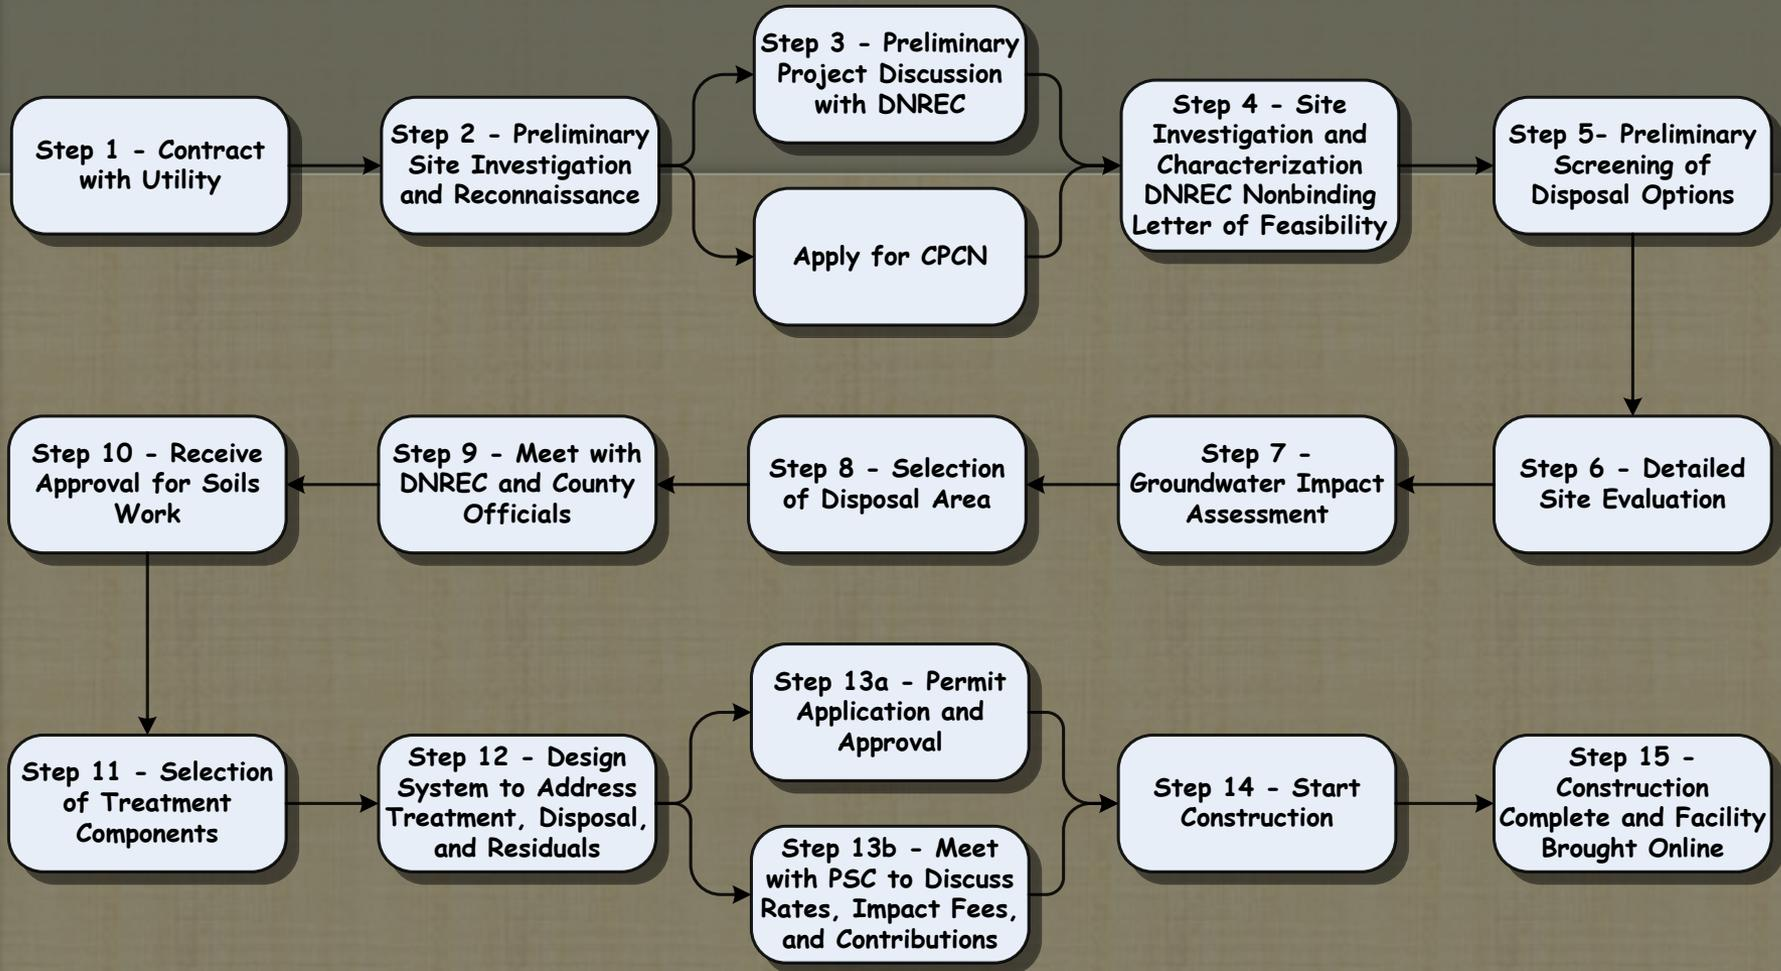 Step 1 - Contract
with Utility
Step 2 - Preliminary
Site Investigation
and Reconnaissance
Step 3 - Preliminary
Project Discussion
with DNREC
Apply for CPCN
Step 4 - Site
Investigation and
Characterization
DNREC Nonbinding
Letter of Feasibility
Step 5- Preliminary
Screening of
Disposal Options
Step 6 - Detailed
Site Evaluation
Step 7 -
Groundwater Impact
Assessment
Step 8 - Selection
of Disposal Area
Step 9 - Meet with
DNREC and County
Officials
Step 10 - Receive
Approval for Soils
Work
Step 11 - Selection
of Treatment
Components
Step 12 - Design
System to Address
Treatment, Disposal,
and Residuals
Step 13a - Permit
Application and
Approval
Step 13b - Meet
with PSC to Discuss
Rates, Impact Fees,
and Contributions
Step 14 - Start
Construction
Step 15 -
Construction
Complete and Facility
Brought Online